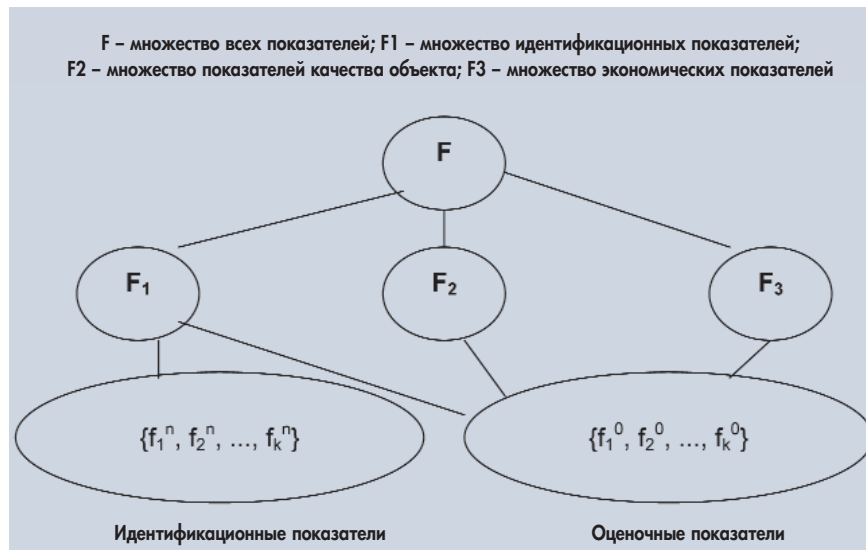 F – множество всех показателей; F1 – множество идентификационных показателей;
F2 – множество показателей качества объекта; F3 – множество экономических показателей
F
F₁
F₂
F₃
{f₁ⁿ, f₂ⁿ, ..., fₖⁿ}
{f₁⁰, f₂⁰, ..., fₖ⁰}
Идентификационные показатели
Оценочные показатели